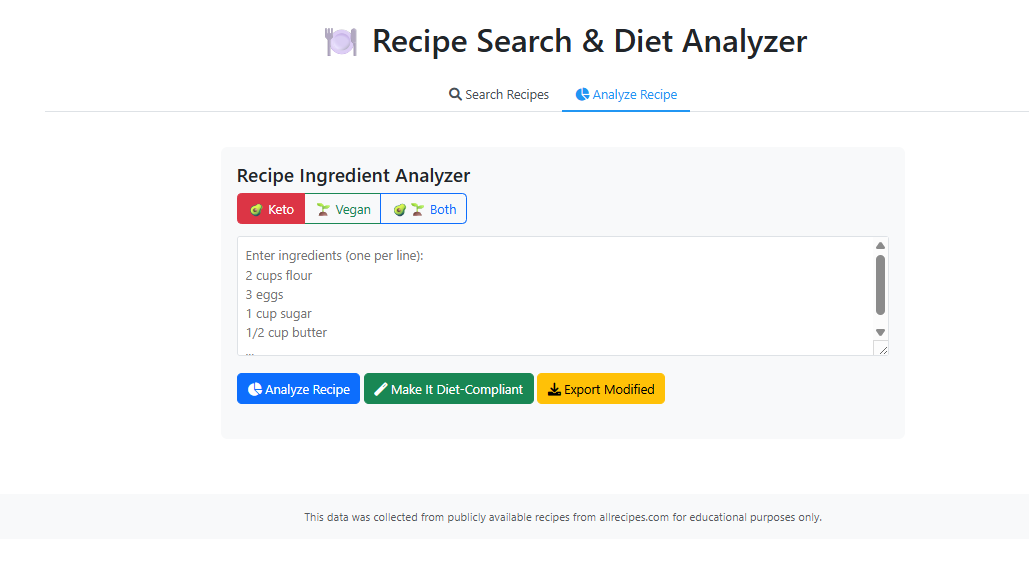 Recipe Search & Diet Analyzer
Search Recipes Analyze Recipe
Recipe Ingredient Analyzer
Keto Vegan Both
Enter ingredients (one per line):
2 cups flour
3 eggs
1 cup sugar
1/2 cup butter
...
Analyze Recipe Make It Diet-Compliant Export Modified
This data was collected from publicly available recipes from allrecipes.com for educational purposes only.